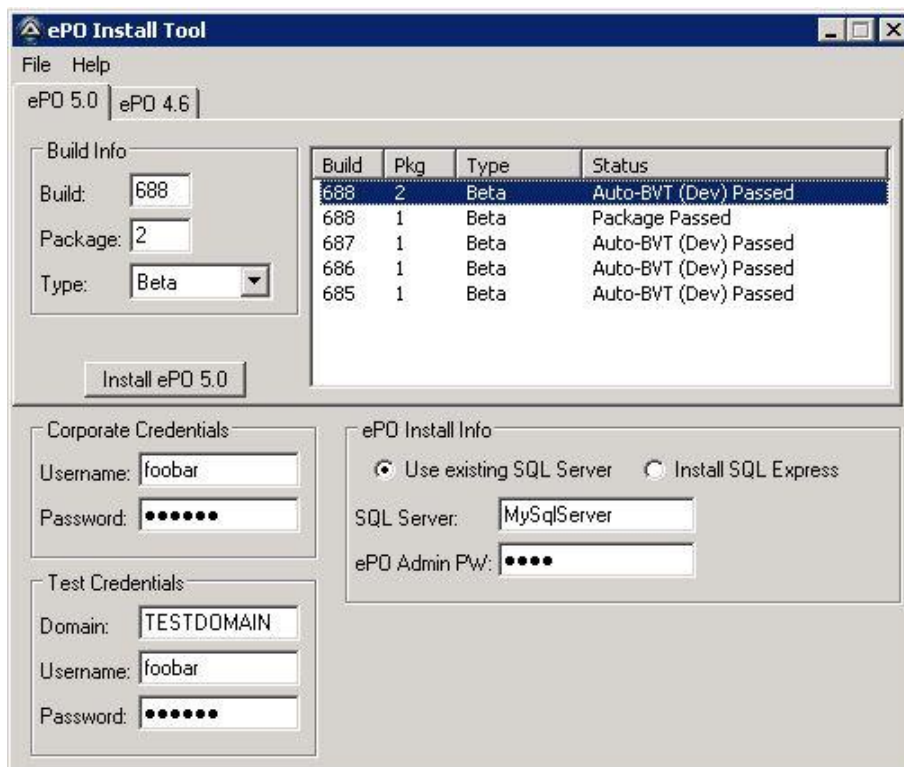 ePO Install Tool
File Help
ePO 5.0 ePO 4.6
Build Info
Build: 688
Package: 2
Type: Beta
Install ePO 5.0
Build Pkg Type Status
688 2 Beta Auto-BVT (Dev) Passed
688 1 Beta Package Passed
687 1 Beta Auto-BVT (Dev) Passed
686 1 Beta Auto-BVT (Dev) Passed
685 1 Beta Auto-BVT (Dev) Passed
Corporate Credentials
Username: foobar
Password: ●●●●●●
Test Credentials
Domain: TESTDOMAIN
Username: foobar
Password: ●●●●●●
ePO Install Info
Use existing SQL Server Install SQL Express
SQL Server: MySqlServer
ePO Admin PW: ●●●●